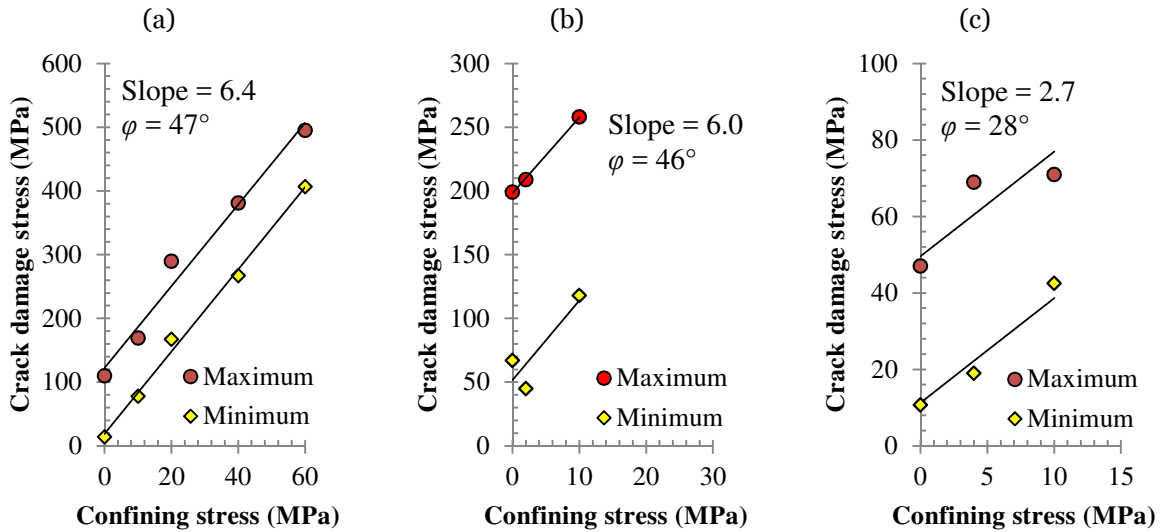 (a)
600
500
400
300
200
100
0
Crack damage stress (MPa)
Slope = 6.4
φ = 47°
Maximum
Minimum
0 20 40 60
Confining stress (MPa)
(b)
300
250
200
150
100
50
0
Crack damage stress (MPa)
Slope = 6.0
φ = 46°
Maximum
Minimum
0 10 20 30
Confining stress (MPa)
(c)
100
80
60
40
20
0
Crack damage stress (MPa)
Slope = 2.7
φ = 28°
Maximum
Minimum
0 5 10 15
Confining stress (MPa)